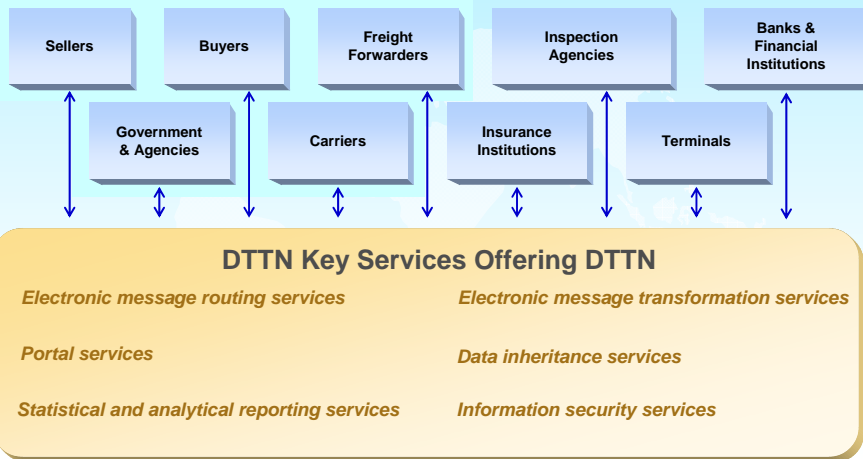 Sellers
Buyers
Freight
Forwarders
Inspection
Agencies
Banks &
Financial
Institutions
Government
& Agencies
Carriers
Insurance
Institutions
Terminals
DTTN Key Services Offering DTTN
Electronic message routing services
Electronic message transformation services
Portal services
Data inheritance services
Statistical and analytical reporting services
Information security services